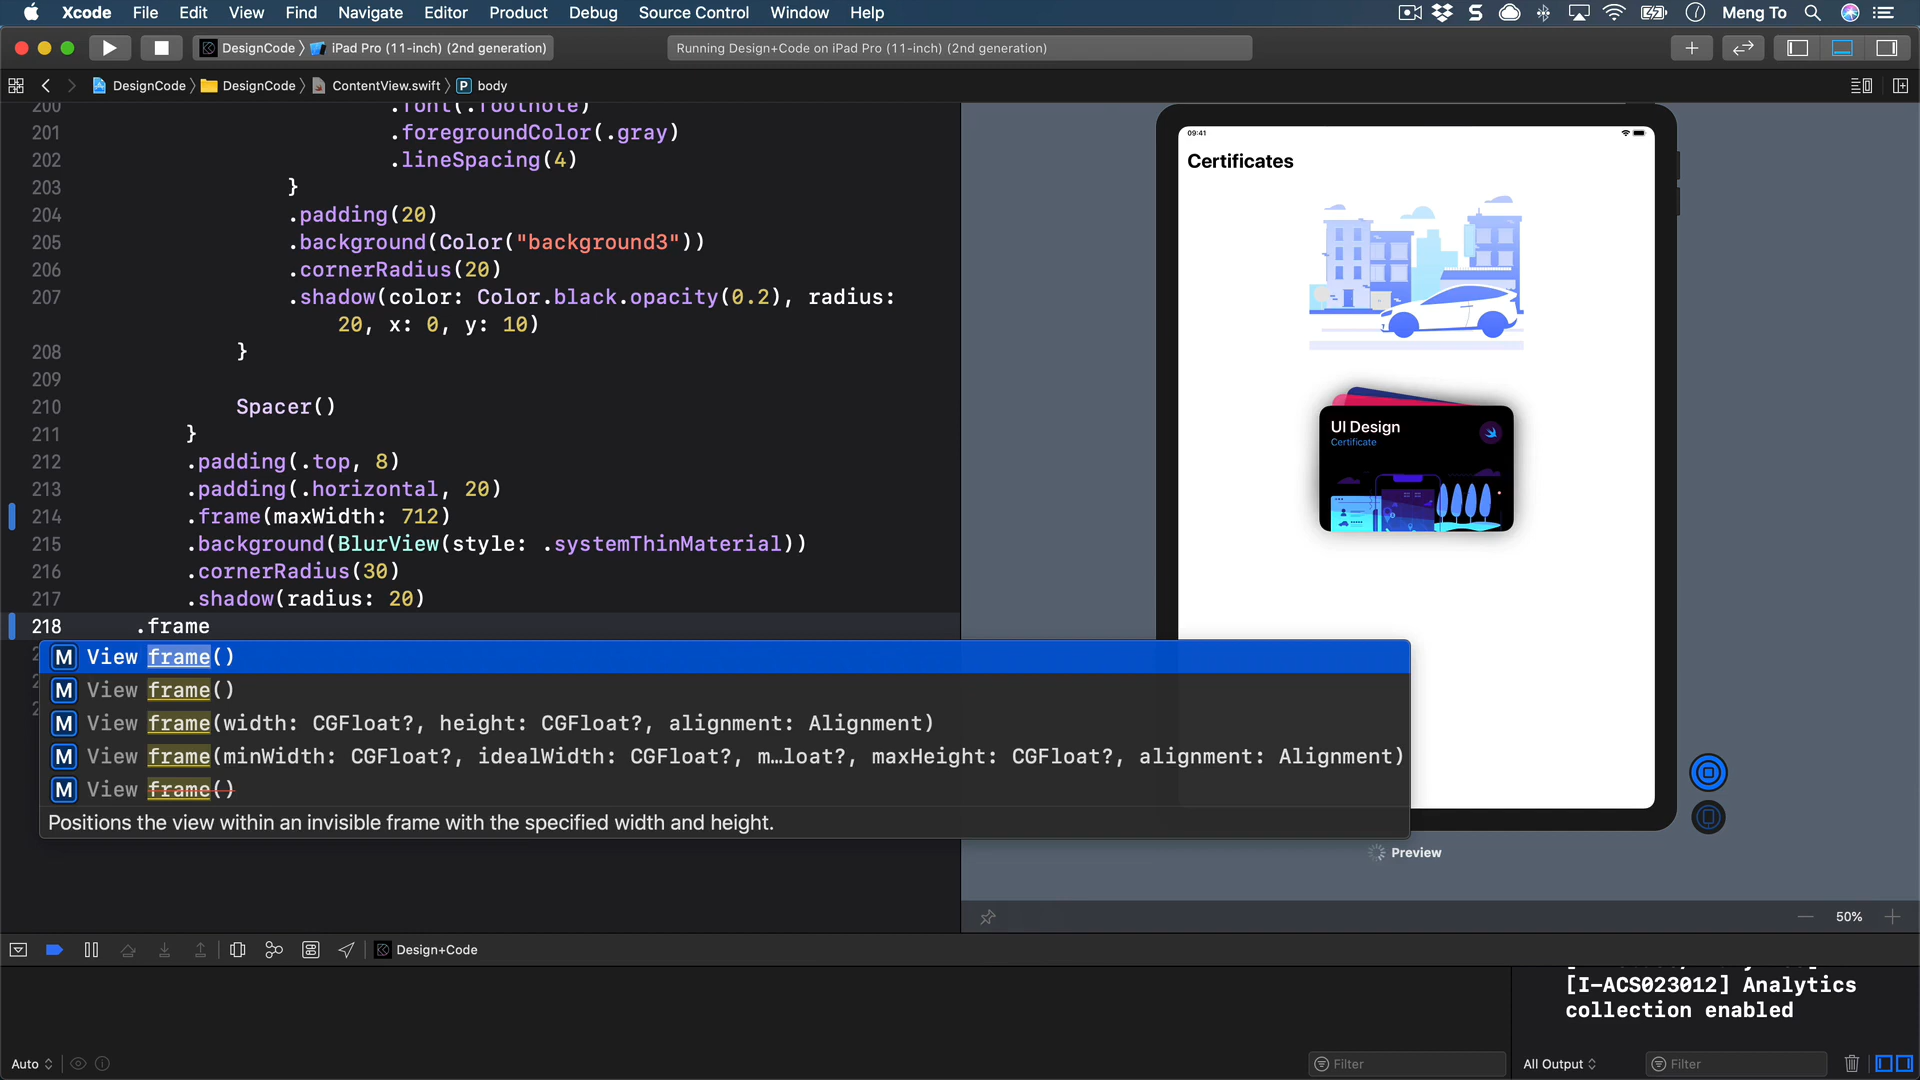 Xcode File Edit View Find Navigate Editor Product Debug Source Control Window Help Meng To
DesignCode iPad Pro (11-inch) (2nd generation)
Running Design+Code on iPad Pro (11-inch) (2nd generation)
DesignCode DesignCode ContentView.swift P body
200 .font(.footnote)
201 .foregroundColor(.gray)
202 .lineSpacing(4)
203 }
204 .padding(20)
205 .background(Color("background3"))
206 .cornerRadius(20)
207 .shadow(color: Color.black.opacity(0.2), radius:
20, x: 0, y: 10)
208 }
209
210 Spacer()
211 }
212 .padding(.top, 8)
213 .padding(.horizontal, 20)
214 .frame(maxWidth: 712)
215 .background(BlurView(style: .systemThinMaterial))
216 .cornerRadius(30)
217 .shadow(radius: 20)
218 .frame
M View frame()
M View frame()
M View frame(width: CGFloat?, height: CGFloat?, alignment: Alignment)
M View frame(minWidth: CGFloat?, idealWidth: CGFloat?, m…loat?, maxHeight: CGFloat?, alignment: Alignment)
M View frame()
Positions the view within an invisible frame with the specified width and height.
09:41
Certificates
UI Design
Certificate
Preview
50%
Design+Code
[I-ACS023012] Analytics
collection enabled
Auto
Filter
All Output
Filter